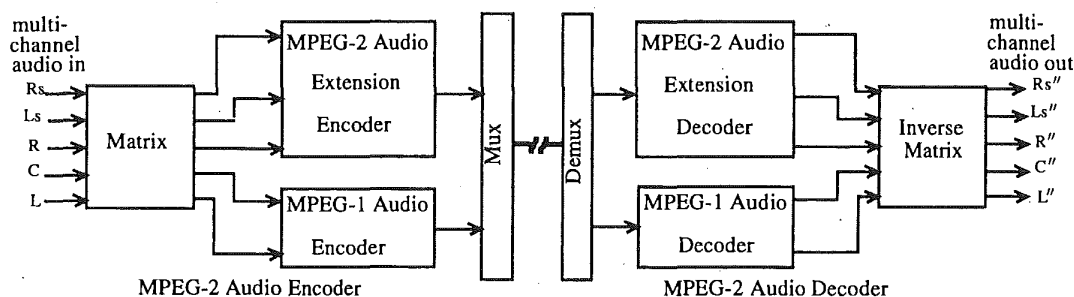 multi-
channel
audio in
Rs
Ls
R
C
L
Matrix
MPEG-2 Audio
Extension
Encoder
MPEG-1 Audio
Encoder
Mux
Demux
MPEG-2 Audio
Extension
Decoder
MPEG-1 Audio
Decoder
Inverse
Matrix
multi-
channel
audio out
Rs″
Ls″
R″
C″
L″
MPEG-2 Audio Encoder
MPEG-2 Audio Decoder